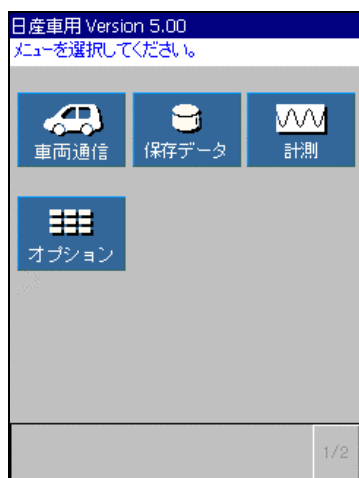 日産車用 Version 5.00
メニューを選択してください。
車両通信
保存データ
計測
オプション
1/2